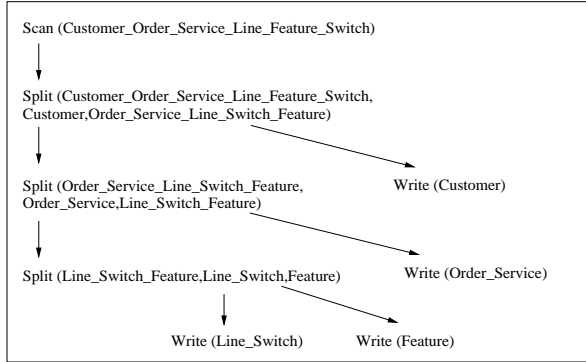 Scan (Customer_Order_Service_Line_Feature_Switch)
Split (Customer_Order_Service_Line_Feature_Switch,
Customer,Order_Service_Line_Switch_Feature)
Write (Customer)
Split (Order_Service_Line_Switch_Feature,
Order_Service,Line_Switch_Feature)
Write (Order_Service)
Split (Line_Switch_Feature,Line_Switch,Feature)
Write (Line_Switch)
Write (Feature)